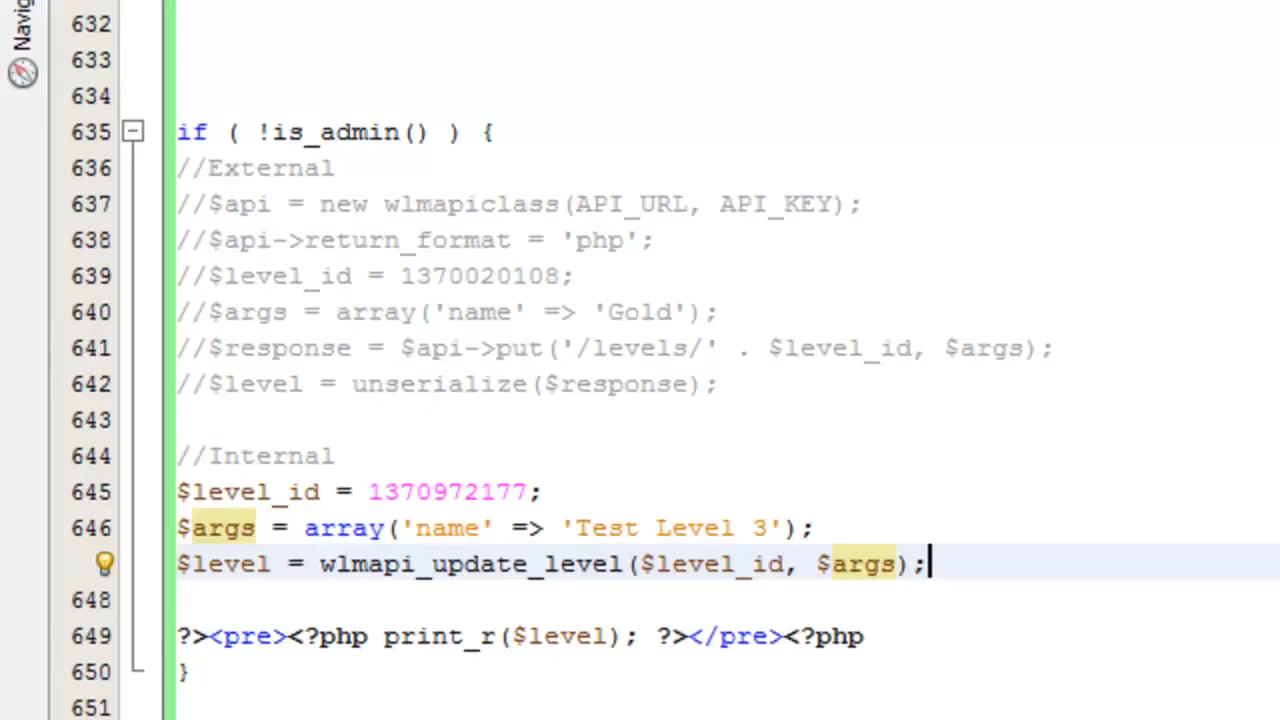 Navig
632
633
634
635 if ( !is_admin() ) {
636 //External
637 //$api = new wlmapiclass(API_URL, API_KEY);
638 //$api->return_format = 'php';
639 //$level_id = 1370020108;
640 //$args = array('name' => 'Gold');
641 //$response = $api->put('/levels/' . $level_id, $args);
642 //$level = unserialize($response);
643
644 //Internal
645 $level_id = 1370972177;
646 $args = array('name' => 'Test Level 3');
$level = wlmapi_update_level($level_id, $args);
648
649 ?><pre><?php print_r($level); ?></pre><?php
650 }
651